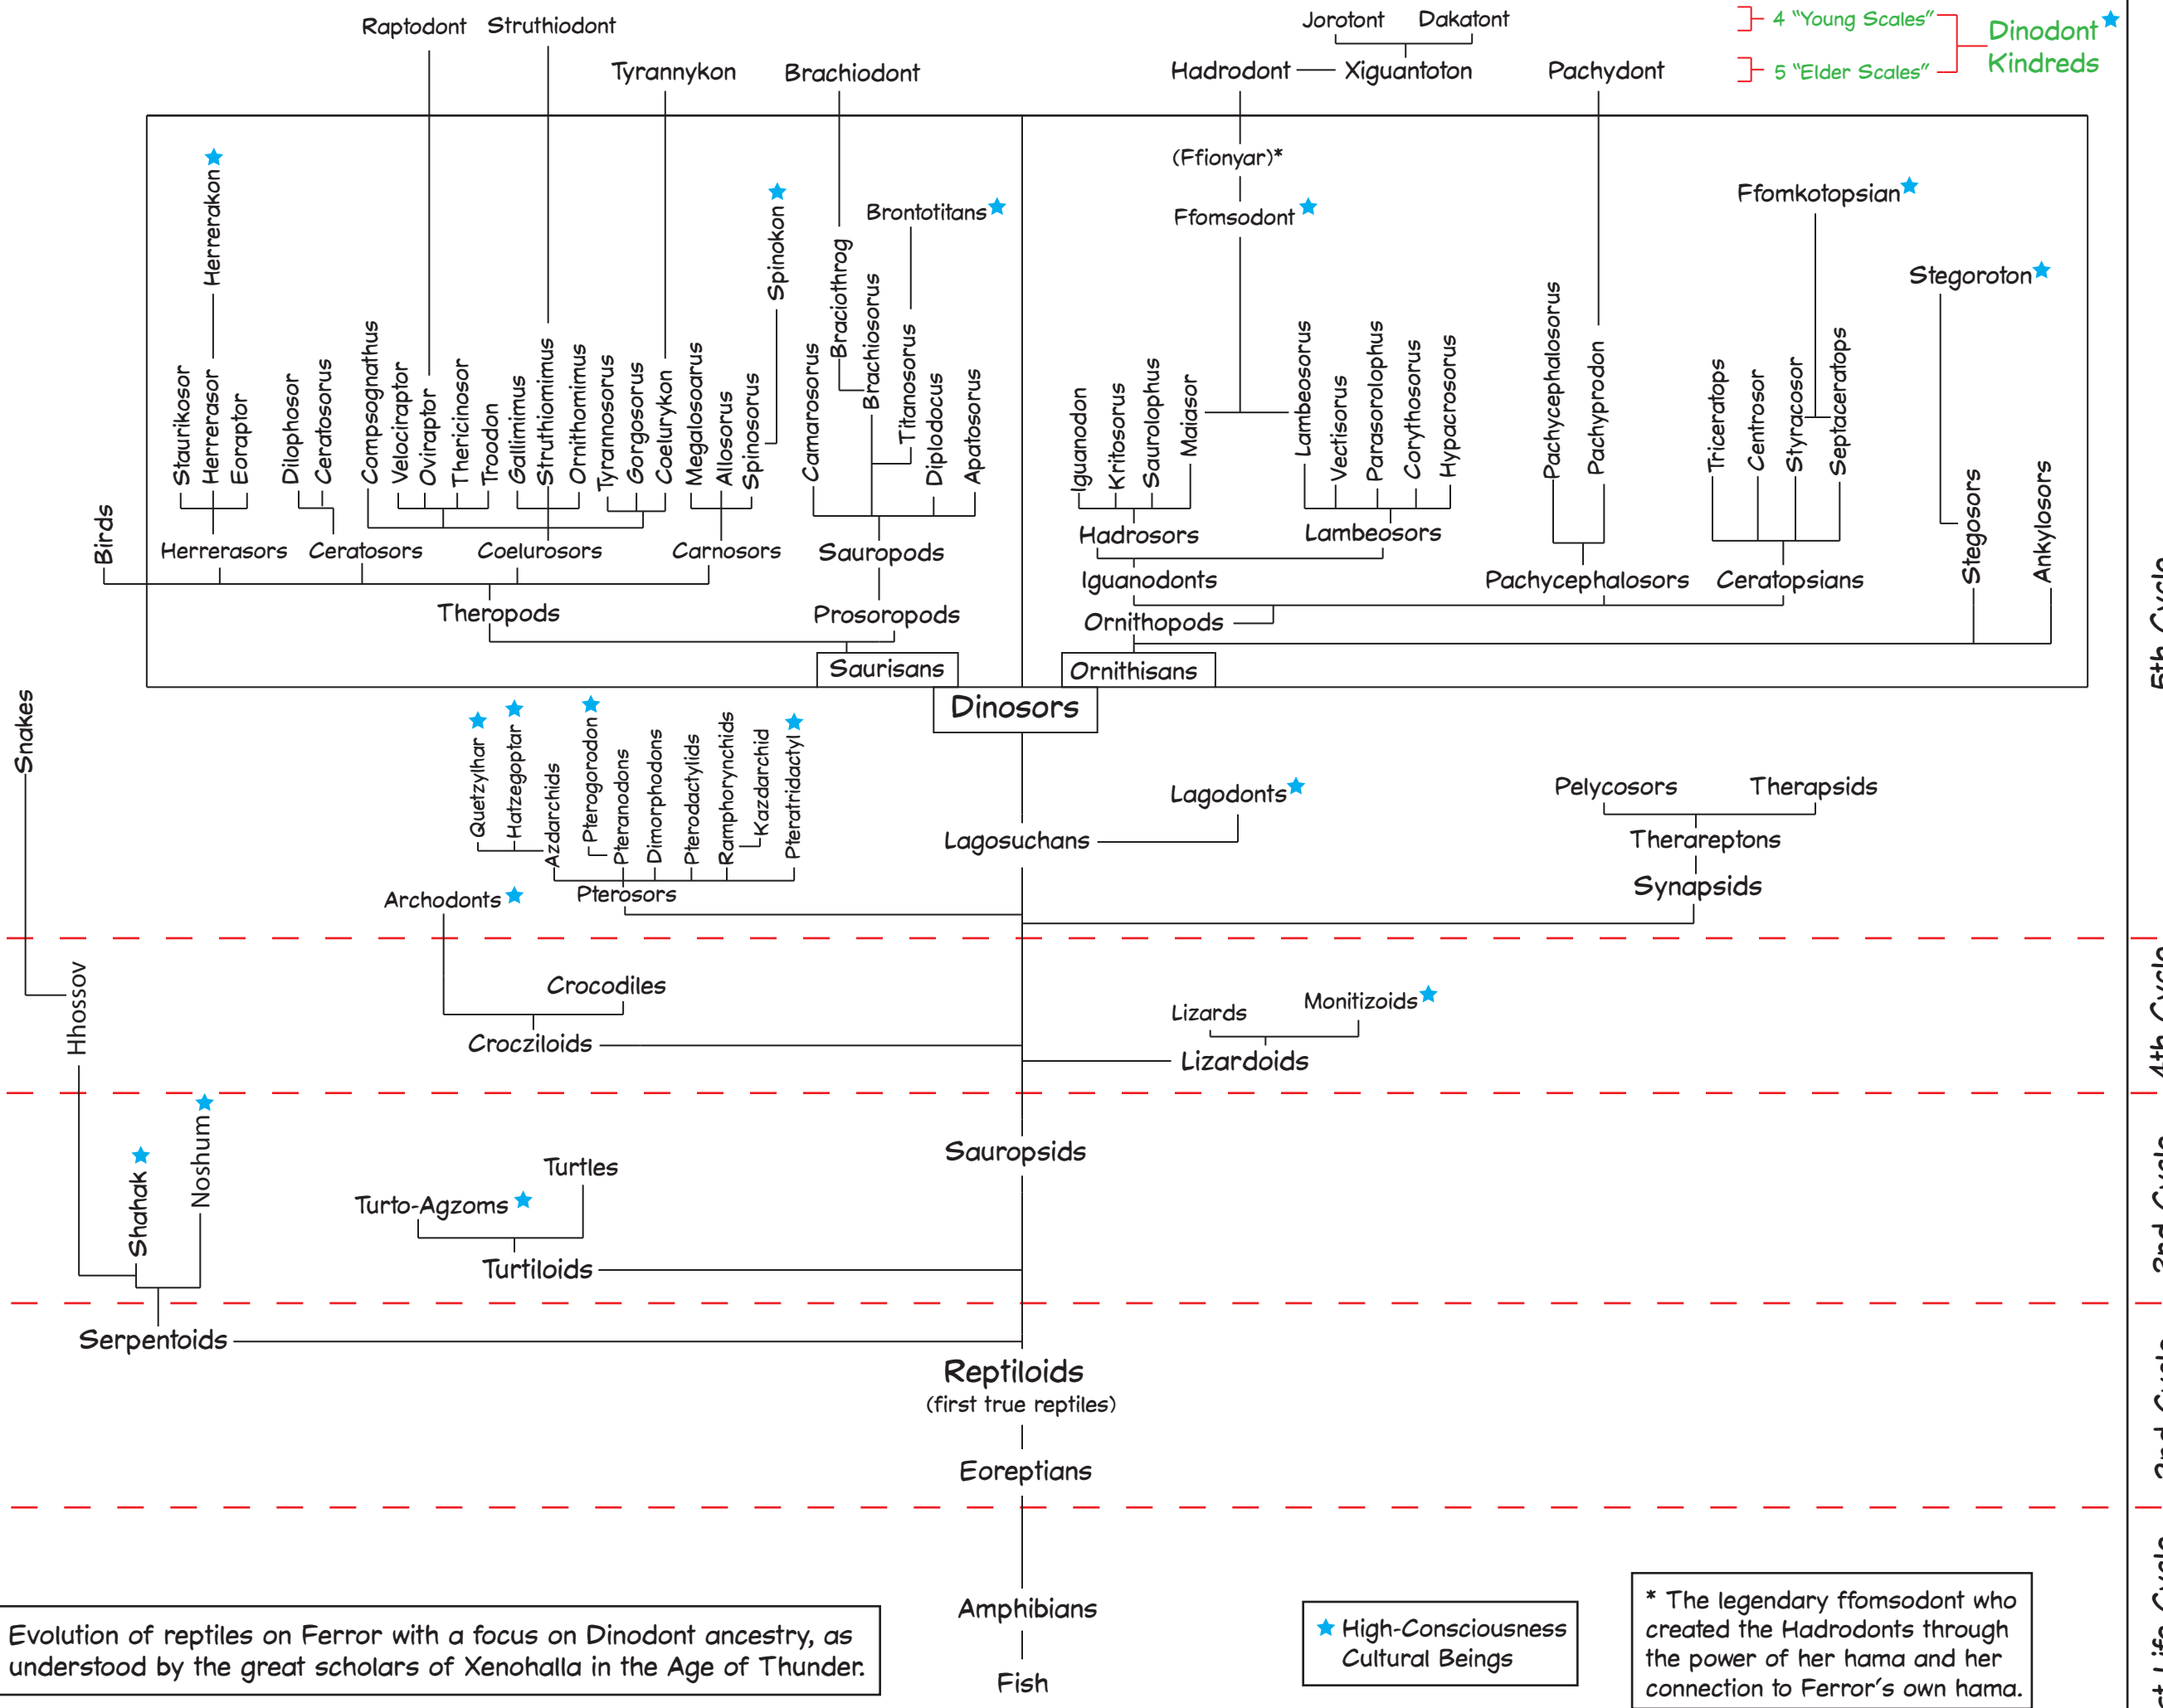 Raptodont
Struthiodont
Jorotont
Dakatont
4 “Young Scales”
Dinodont
Kindreds
Tyrannykon
Brachiodont
Hadrodont
Xiguantoton
Pachydont
5 “Elder Scales”
(Ffionyar)*
Ffomsodont
Ffomkotopsian
Stegoroton
Herrerakon
Spinokon
Brontotitans
Braciothrog
Staurikosor
Herrerasor
Eoraptor
Dilophosor
Ceratosorus
Compsognathus
Velociraptor
Oviraptor
Thericinosor
Troodon
Gallimimus
Struthiomimus
Ornithomimus
Tyrannosorus
Gorgosorus
Coelurykon
Megalosoarus
Allosorus
Spinosorus
Camarosorus
Brachiosorus
Titanosorus
Diplodocus
Apatosorus
Iguanodon
Kritosorus
Saurolophus
Maiasor
Lambeosorus
Vectisorus
Parasorolophus
Corythosorus
Hypacrosorus
Pachycephalosorus
Pachyprodon
Triceratops
Centrosor
Styracosor
Septaceratops
Stegosors
Ankylosors
Birds
Herrerasors
Ceratosors
Coelurosors
Carnosors
Sauropods
Hadrosors
Lambeosors
Iguanodonts
Pachycephalosors
Ceratopsians
Theropods
Prosoropods
Ornithopods
Saurisans
Ornithisans
Dinosors
5th Cycle
Snakes
Quetzylhar
Hatzegoptar
Azdarchids
Pterogorodon
Pteranodons
Dimorphodons
Pterodactylids
Ramphorynchids
Kazdarchid
Pteratridactyl
Lagodonts
Pelycosors
Therapsids
Lagosuchans
Therareptons
Synapsids
Archodonts
Pterosors
Hhossov
Crocodiles
Lizards
Monitizoids
Crocziloids
Lizardoids
4th Cycle
Shahak
Noshum
Sauropsids
Turtles
Turto-Agzoms
Turtiloids
Serpentoids
Reptiloids
(first true reptiles)
Eoreptians
Amphibians
Fish
Evolution of reptiles on Ferror with a focus on Dinodont ancestry, as
understood by the great scholars of Xenohalla in the Age of Thunder.
High-Consciousness
Cultural Beings
* The legendary ffomsodont who
created the Hadrodonts through
the power of her hama and her
connection to Ferror’s own hama.